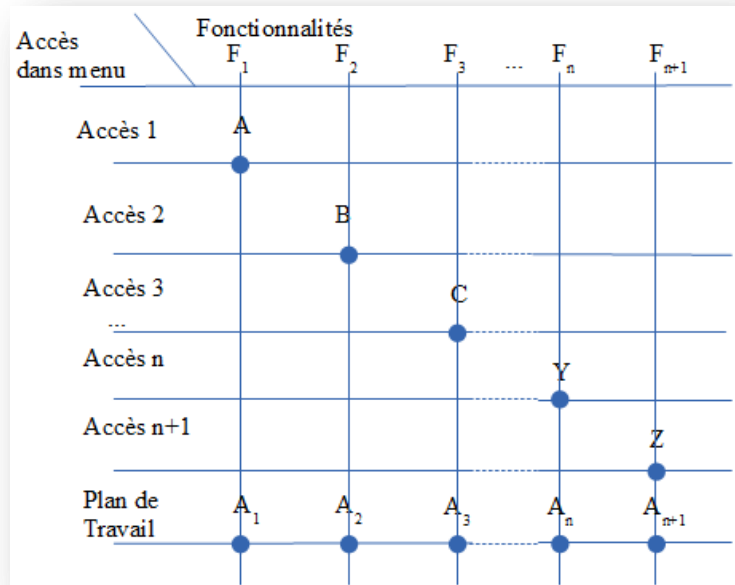 Accès
dans menu
Fonctionnalités
F1 F2 F3 ... Fn Fn+1
Accès 1 A
Accès 2 B
Accès 3 C
...
Accès n Y
Accès n+1 Z
Plan de
Travail
A1 A2 A3 An An+1